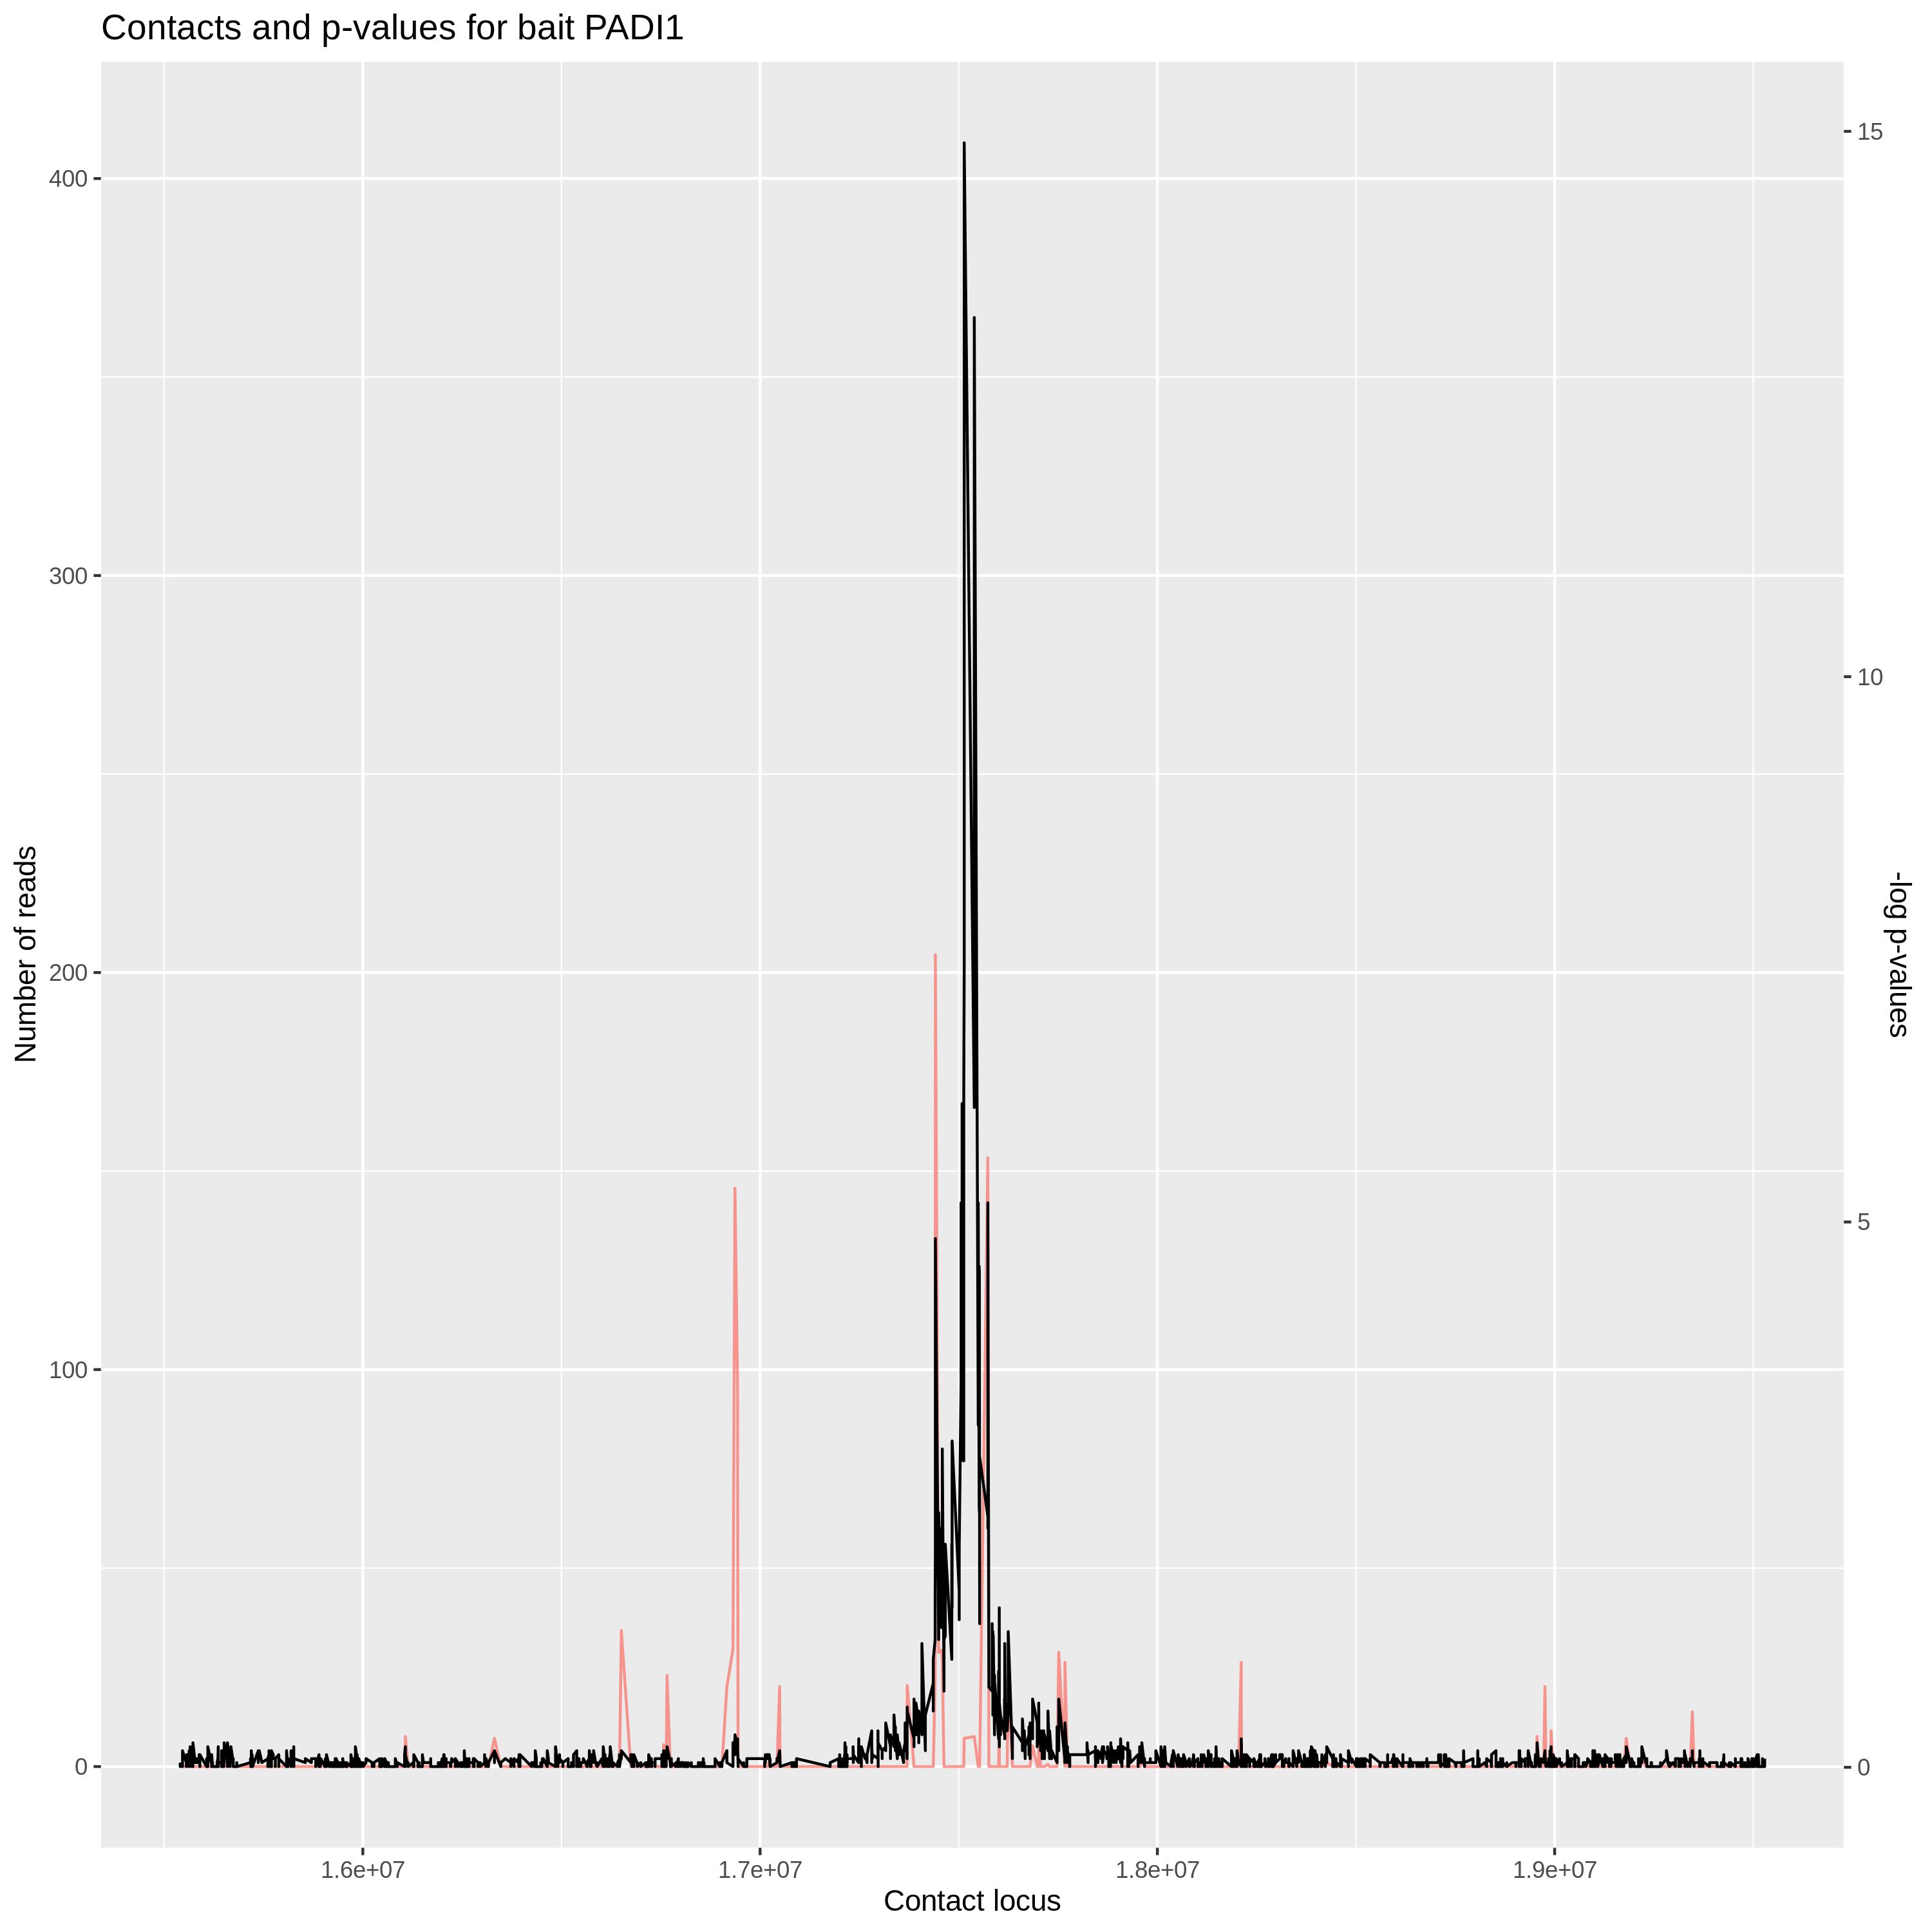 Contacts and p-values for bait PADI1
Number of reads
400
300
200
100
0
15
10
5
0
-log p-values
1.6e+07
1.7e+07
1.8e+07
1.9e+07
Contact locus